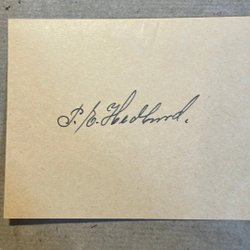 P. E. Hedlund.